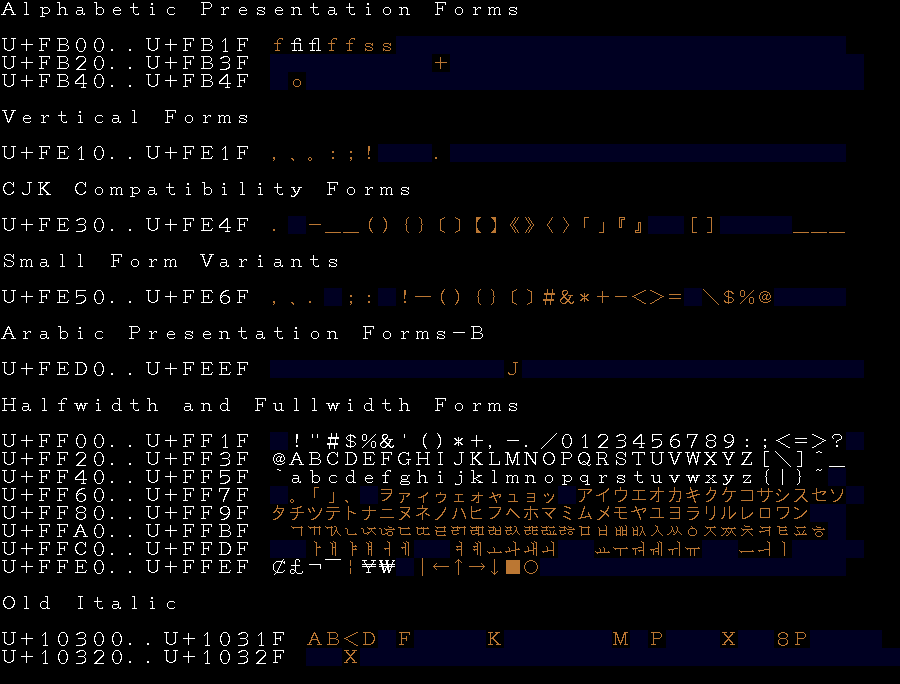 Alphabetic Presentation Forms
U+FB00..U+FB1F fﬁﬂffss
U+FB20..U+FB3F +
U+FB40..U+FB4F o
Vertical Forms
U+FE10..U+FE1F ,、。:;! .
CJK Compatibility Forms
U+FE30..U+FE4F . —__(){}〔〕【】《》〈〉「」『』 [] ___
Small Form Variants
U+FE50..U+FE6F ,、. ;: !—(){}〔〕#&*+-<>= \$%@
Arabic Presentation Forms-B
U+FED0..U+FEEF J
Halfwidth and Fullwidth Forms
U+FF00..U+FF1F !"#$%&'()*+,-./0123456789:;<=>?
U+FF20..U+FF3F @ABCDEFGHIJKLMNOPQRSTUVWXYZ[\]^_
U+FF40..U+FF5F `abcdefghijklmnopqrstuvwxyz{|}~
U+FF60..U+FF7F 。「」、 ヲァィゥェォャュョッ アイウエオカキクケコサシスセソ
U+FF80..U+FF9F タチツテトナニヌネノハヒフヘホマミムメモヤユヨラリルレロワン
U+FFA0..U+FFBF
U+FFC0..U+FFDF ㅏㅐㅑㅒㅓㅔ ㅕㅖㅗㅘㅙㅚ ㅛㅜㅝㅞㅟㅠ ㅡㅢㅣ
U+FFE0..U+FFEF ¢£¬¯¦¥₩ |←↑→↓■○
Old Italic
U+10300..U+1031F AB<D F K M P X 8P
U+10320..U+1032F X